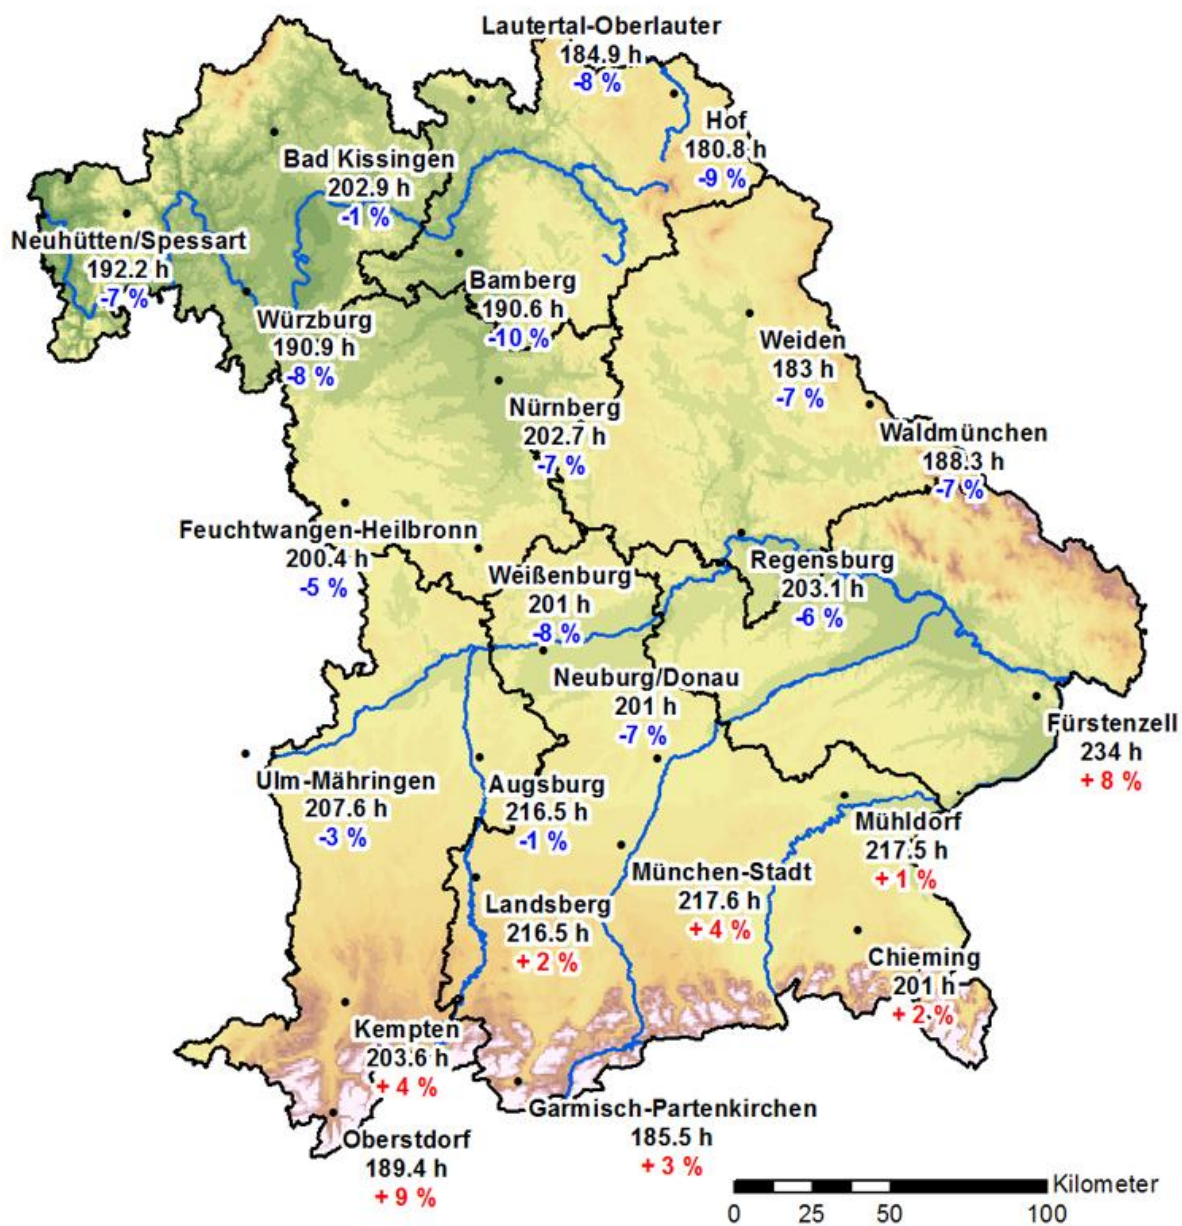 Lautertal-Oberlauter
184.9 h
-8 %
Hof
180.8 h
-9 %
Bad Kissingen
202.9 h
-1 %
Neuhütten/Spessart
192.2 h
-7 %
Bamberg
190.6 h
-10 %
Würzburg
190.9 h
-8 %
Weiden
183 h
-7 %
Nürnberg
202.7 h
-7 %
Waldmünchen
188.3 h
-7 %
Feuchtwangen-Heilbronn
200.4 h
-5 %
Weißenburg
201 h
-8 %
Regensburg
203.1 h
-6 %
Neuburg/Donau
201 h
-7 %
Fürstenzell
234 h
+ 8 %
Ulm-Mähringen
207.6 h
-3 %
Augsburg
216.5 h
-1 %
Mühldorf
217.5 h
+ 1 %
München-Stadt
217.6 h
+ 4 %
Landsberg
216.5 h
+ 2 %
Chieming
201 h
+ 2 %
Kempten
203.6 h
+ 4 %
Garmisch-Partenkirchen
185.5 h
+ 3 %
Oberstdorf
189.4 h
+ 9 %
Kilometer
0 25 50 100